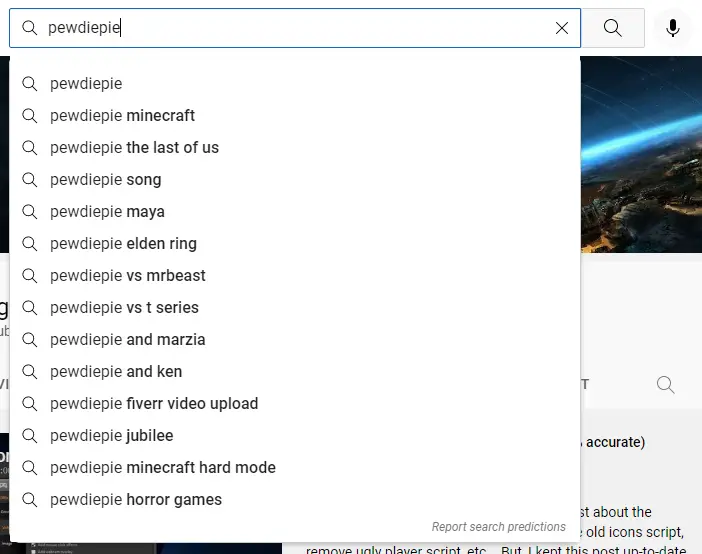 pewdiepie
pewdiepie
pewdiepie minecraft
pewdiepie the last of us
pewdiepie song
pewdiepie maya
pewdiepie elden ring
pewdiepie vs mrbeast
pewdiepie vs t series
pewdiepie and marzia
pewdiepie and ken
pewdiepie fiverr video upload
pewdiepie jubilee
pewdiepie minecraft hard mode
pewdiepie horror games
Report search predictions
accurate)
about the
old icons script,
remove ugly player script, etc... But, I kept this post up-to-date